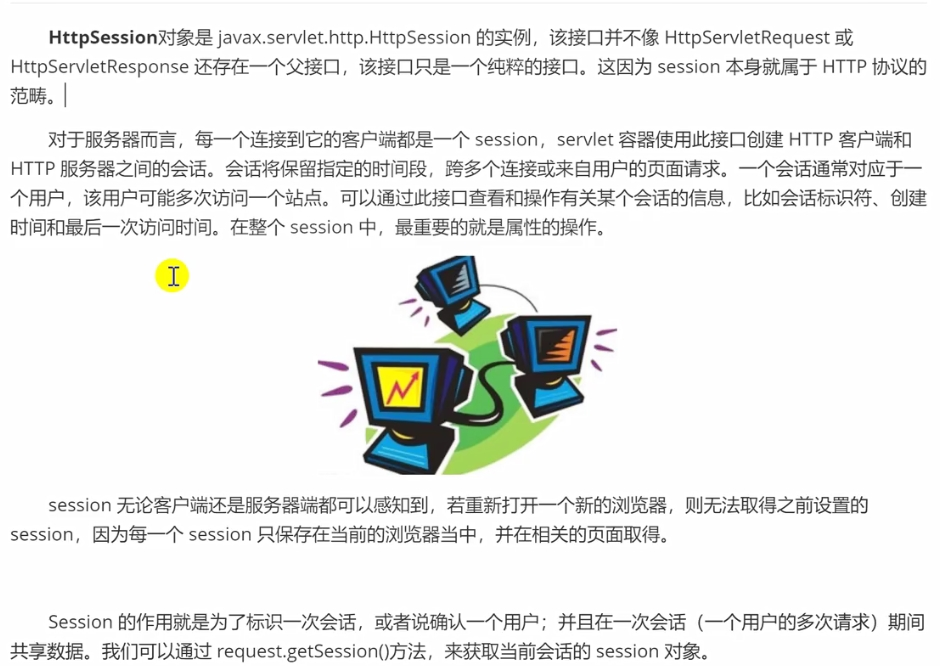 HttpSession对象是 javax.servlet.http.HttpSession 的实例，该接口并不像 HttpServletRequest 或
HttpServletResponse 还存在一个父接口，该接口只是一个纯粹的接口。这因为 session 本身就属于 HTTP 协议的
范畴。
对于服务器而言，每一个连接到它的客户端都是一个 session，servlet 容器使用此接口创建 HTTP 客户端和
HTTP 服务器之间的会话。会话将保留指定的时间段，跨多个连接或来自用户的页面请求。一个会话通常对应于一
个用户，该用户可能多次访问一个站点。可以通过此接口查看和操作有关某个会话的信息，比如会话标识符、创建
时间和最后一次访问时间。在整个 session 中，最重要的就是属性的操作。
session 无论客户端还是服务器端都可以感知到，若重新打开一个新的浏览器，则无法取得之前设置的
session，因为每一个 session 只保存在当前的浏览器当中，并在相关的页面取得。
Session 的作用就是为了标识一次会话，或者说确认一个用户；并且在一次会话（一个用户的多次请求）期间
共享数据。我们可以通过 request.getSession()方法，来获取当前会话的 session 对象。